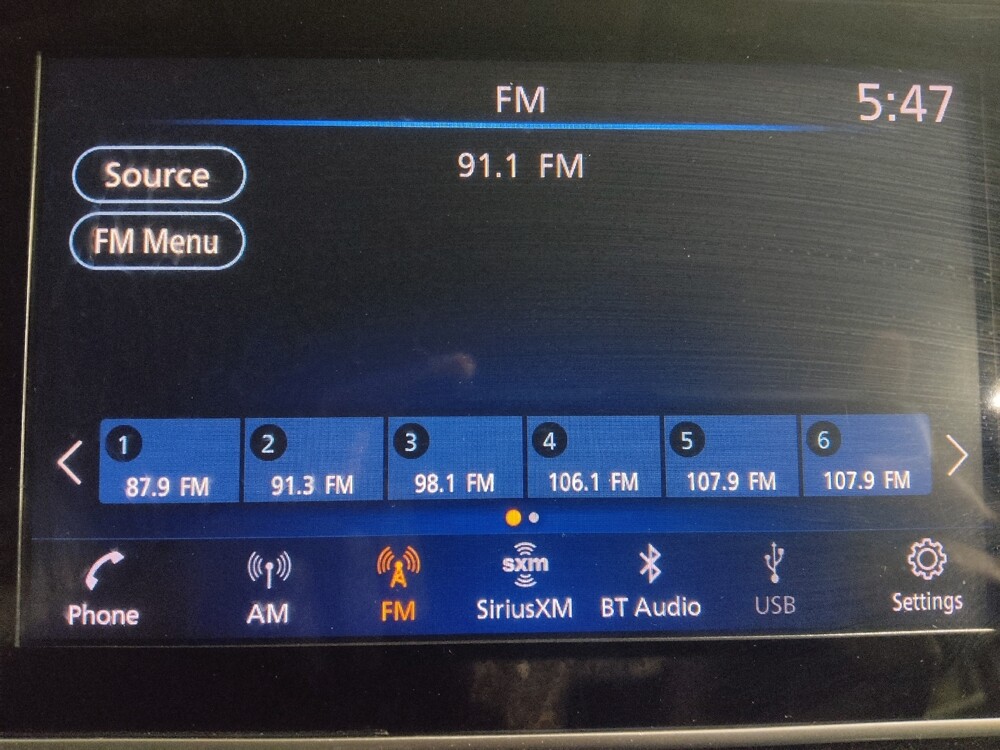 FM
5:47
Source
91.1 FM
FM Menu
1 2 3 4 5 6
87.9 FM 91.3 FM 98.1 FM 106.1 FM 107.9 FM 107.9 FM
sxm
Phone AM FM SiriusXM BT Audio USB Settings